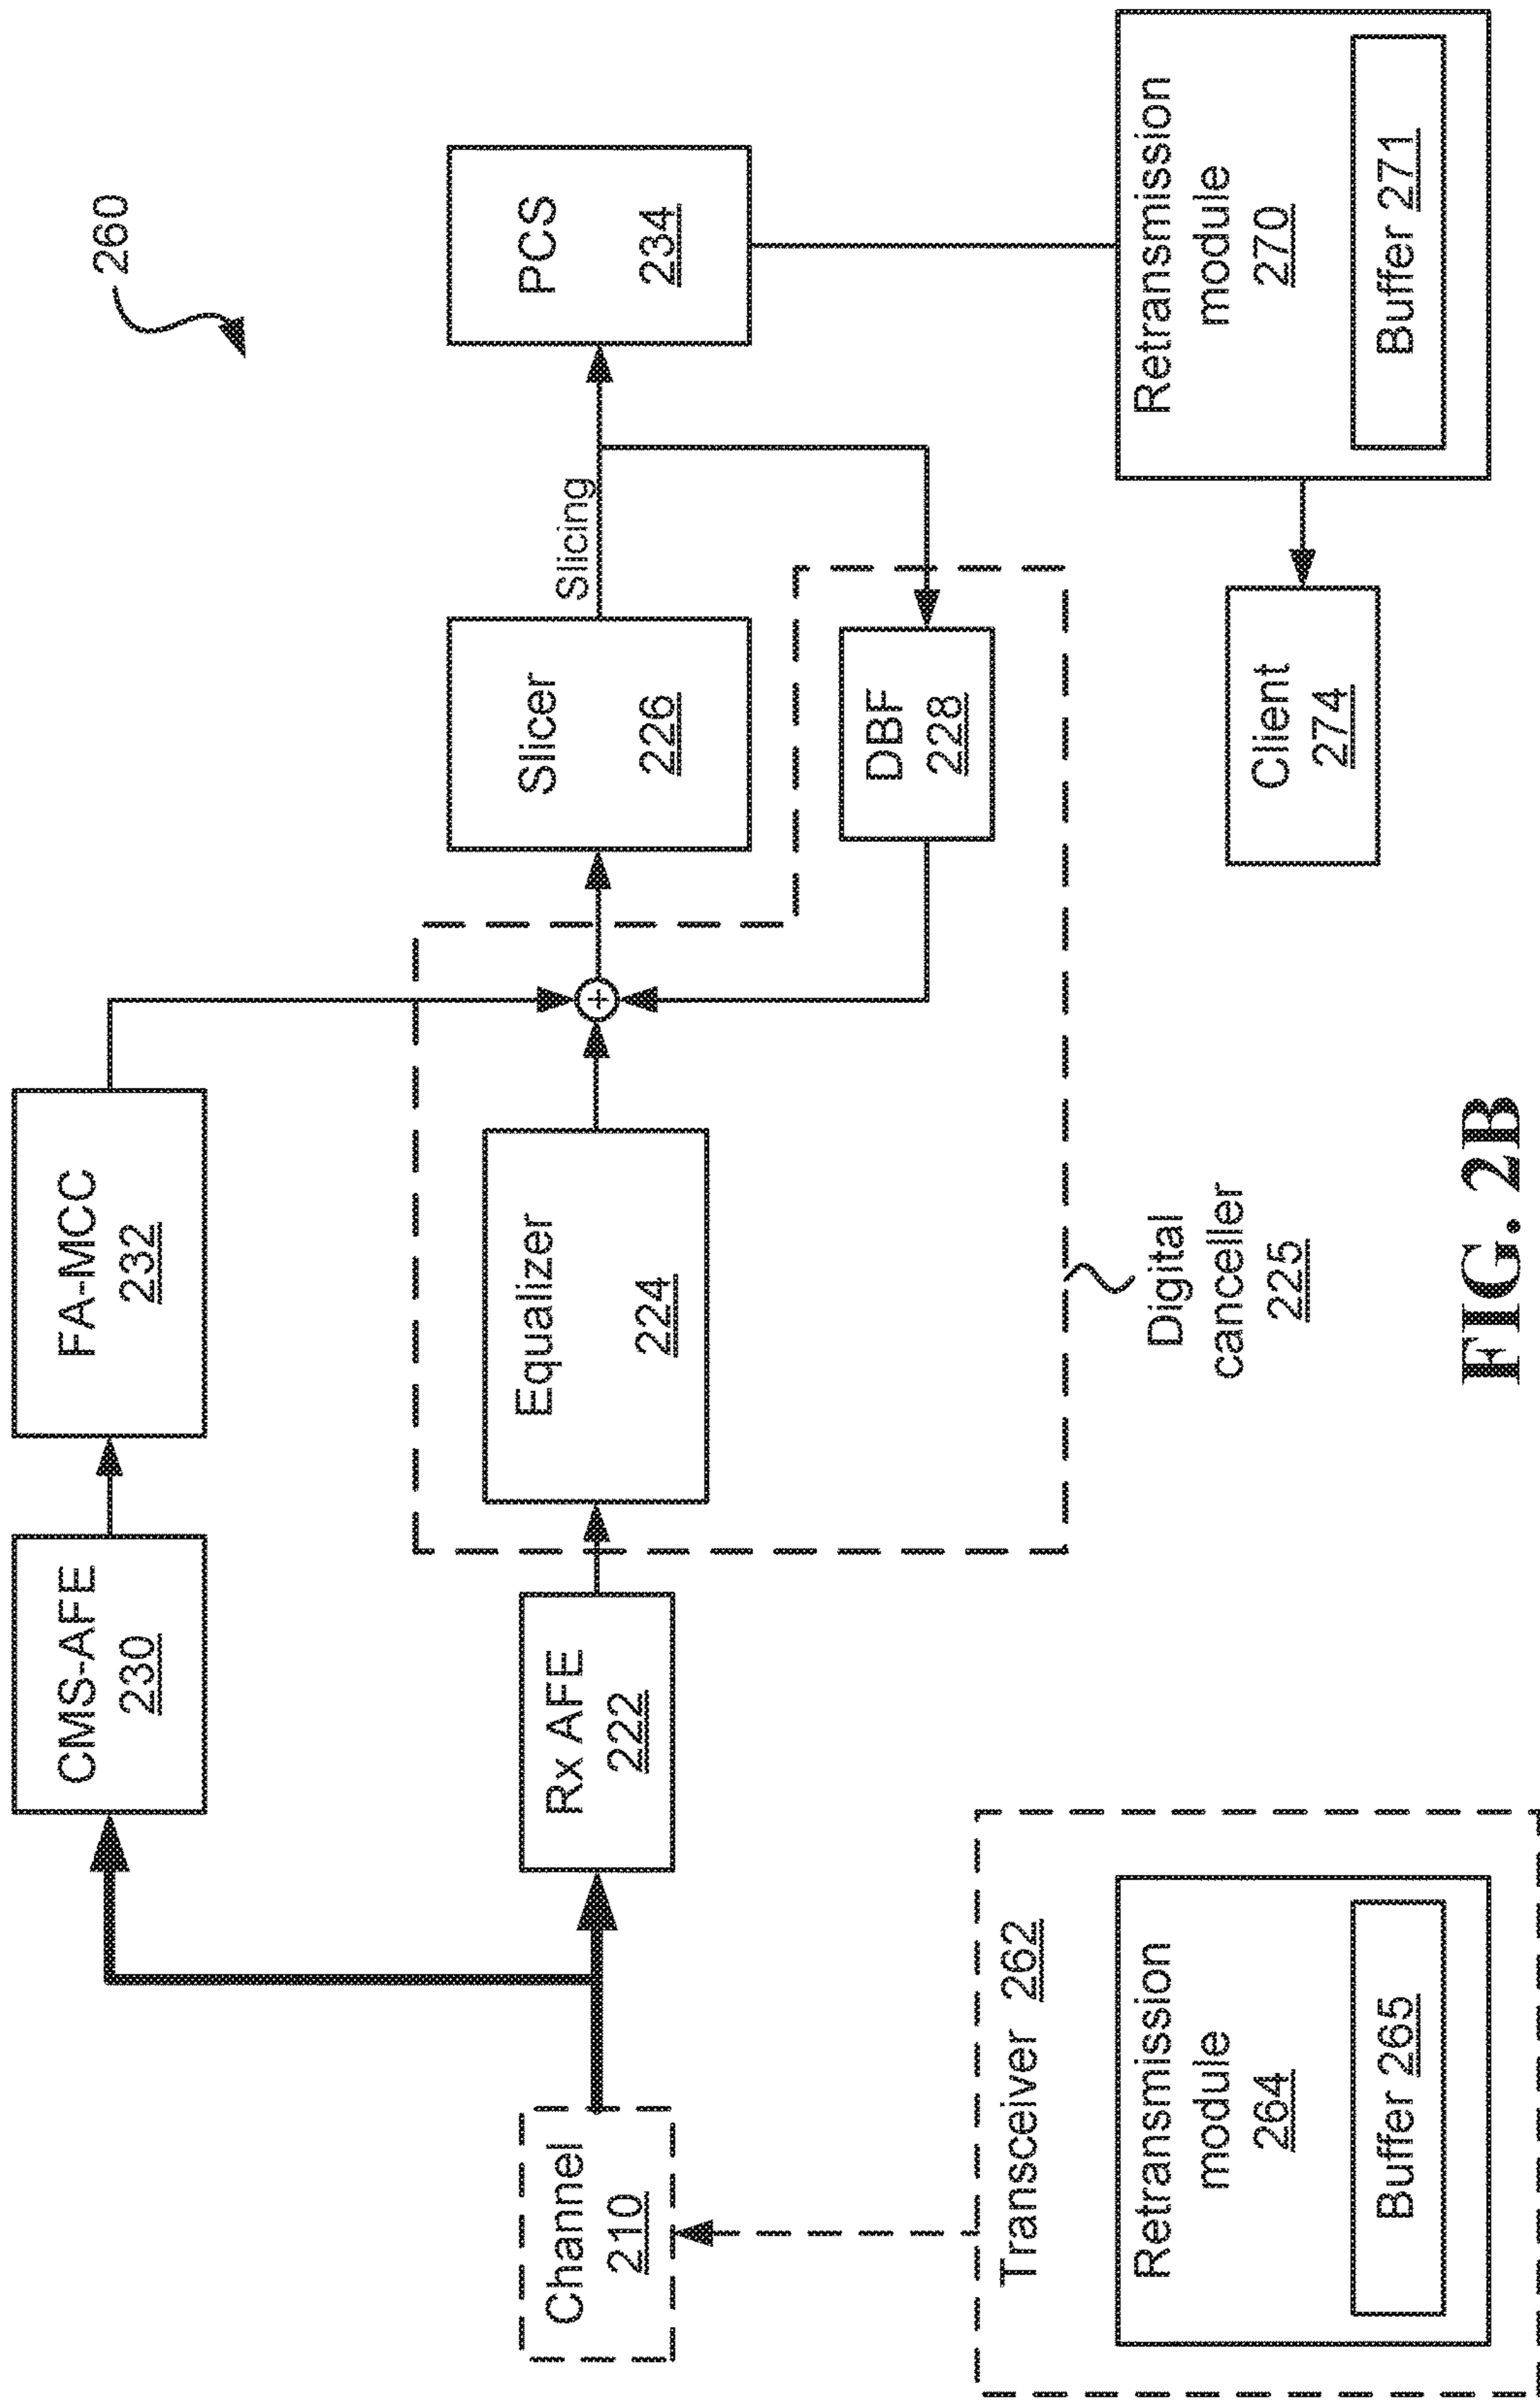 260
CMS-AFE
230
FA-MCC
232
Channel
210
Rx AFE
222
Equalizer
224
+
Slicer
226
Slicing
PCS
234
DBF
228
Digital
canceller
225
Transceiver 262
Retransmission
module
264
Buffer 265
Client
274
Retransmission
module
270
Buffer 271
FIG. 2B